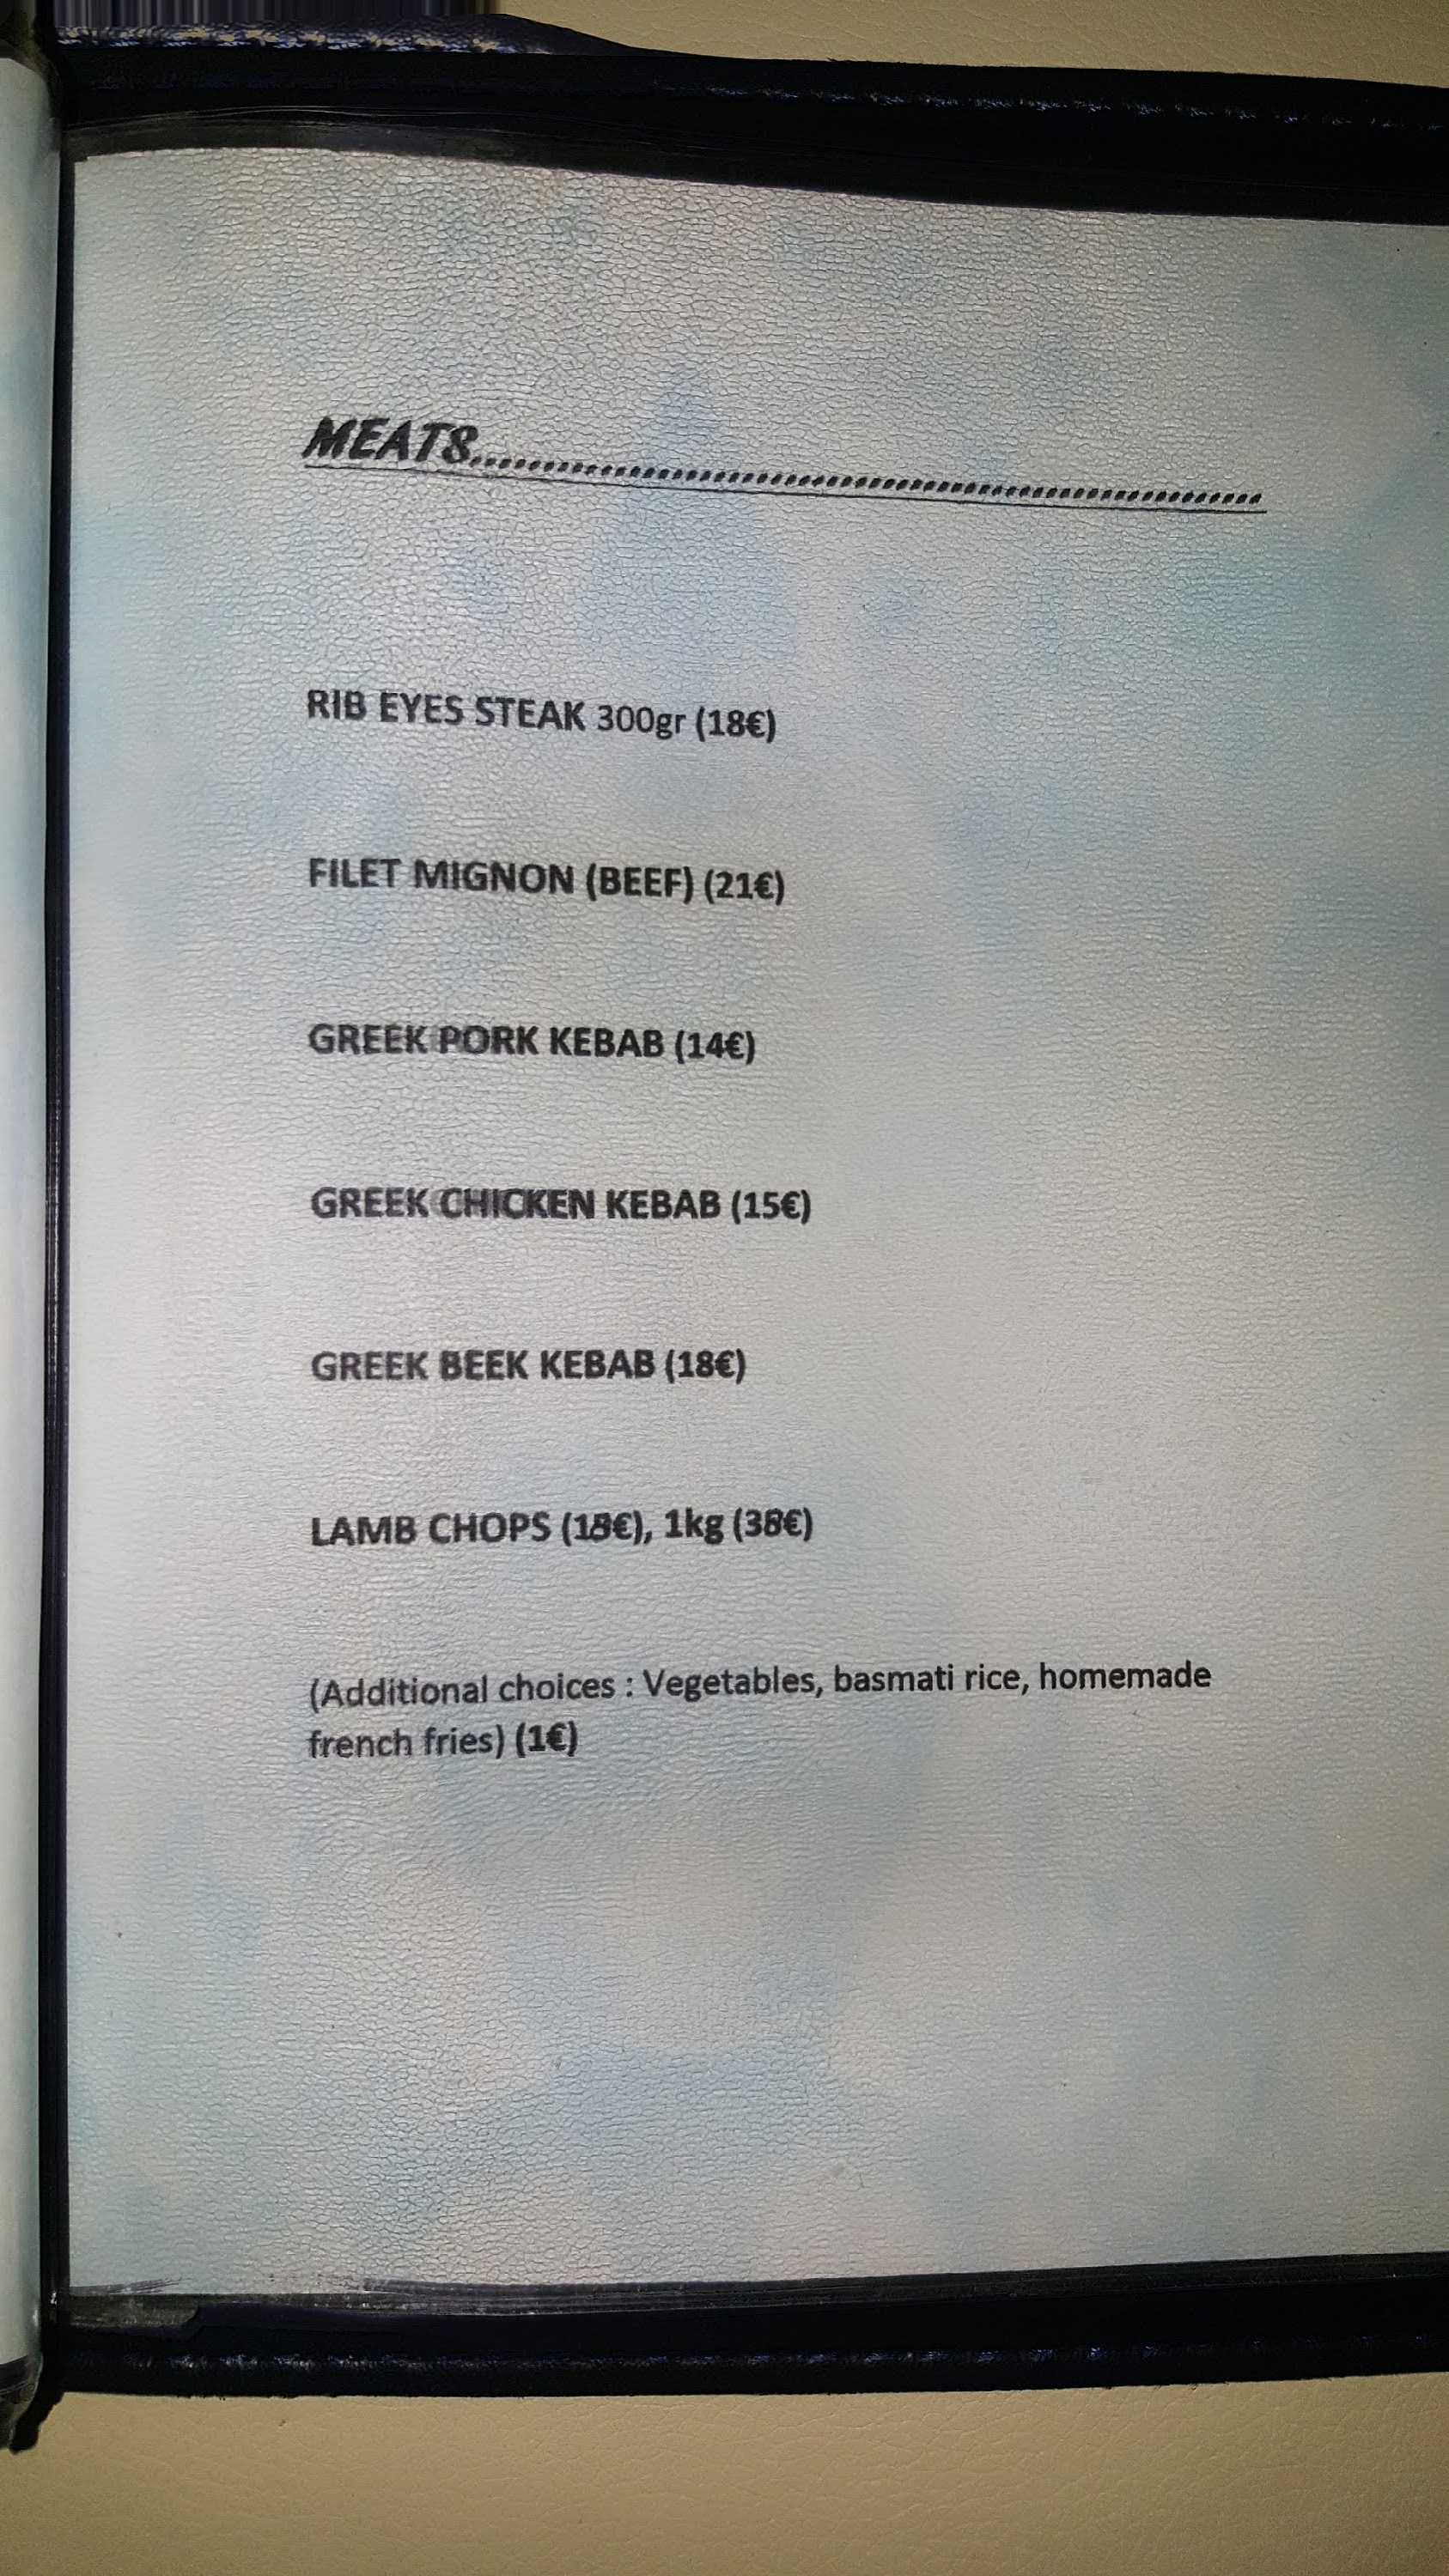 MEATS..................................................................
RIB EYES STEAK 300gr (18€)
FILET MIGNON (BEEF) (21€)
GREEK PORK KEBAB (14€)
GREEK CHICKEN KEBAB (15€)
GREEK BEEK KEBAB (18€)
LAMB CHOPS (18€), 1kg (38€)
(Additional choices : Vegetables, basmati rice, homemade
french fries) (1€)